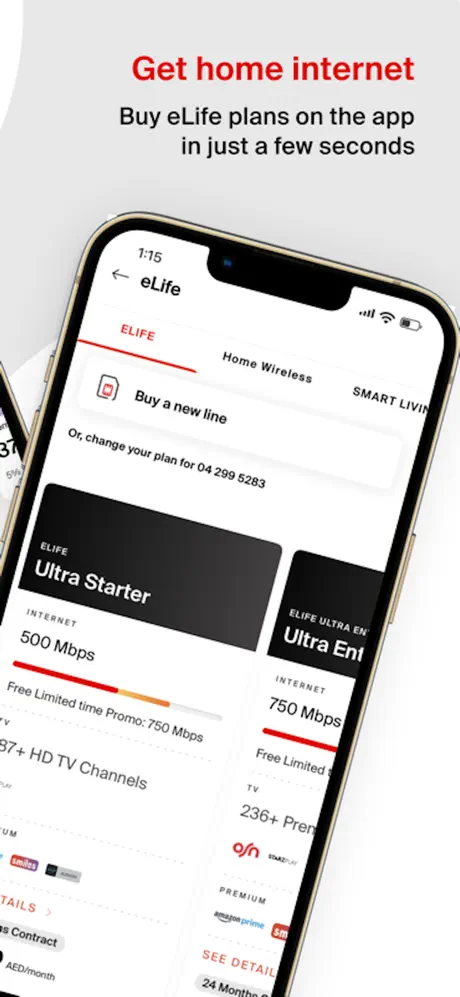 Get home internet
Buy eLife plans on the app
in just a few seconds
1:15
← eLife
ELIFE
Home Wireless
SMART LIVIN
Buy a new line
Or, change your plan for 04 299 5283
ELIFE
Ultra Starter
INTERNET
500 Mbps
Free Limited time Promo: 750 Mbps
TV
87+ HD TV Channels
UM
smiles
TAILS >
s Contract
AED/month
ELIFE ULTRA EN
Ultra Ent
INTERNET
750 Mbps
Free Limited t
TV
236+ Pren
osn
STARZPLAY
PREMIUM
amazon prime
sm
SEE DETAIL
24 Months
37
5%